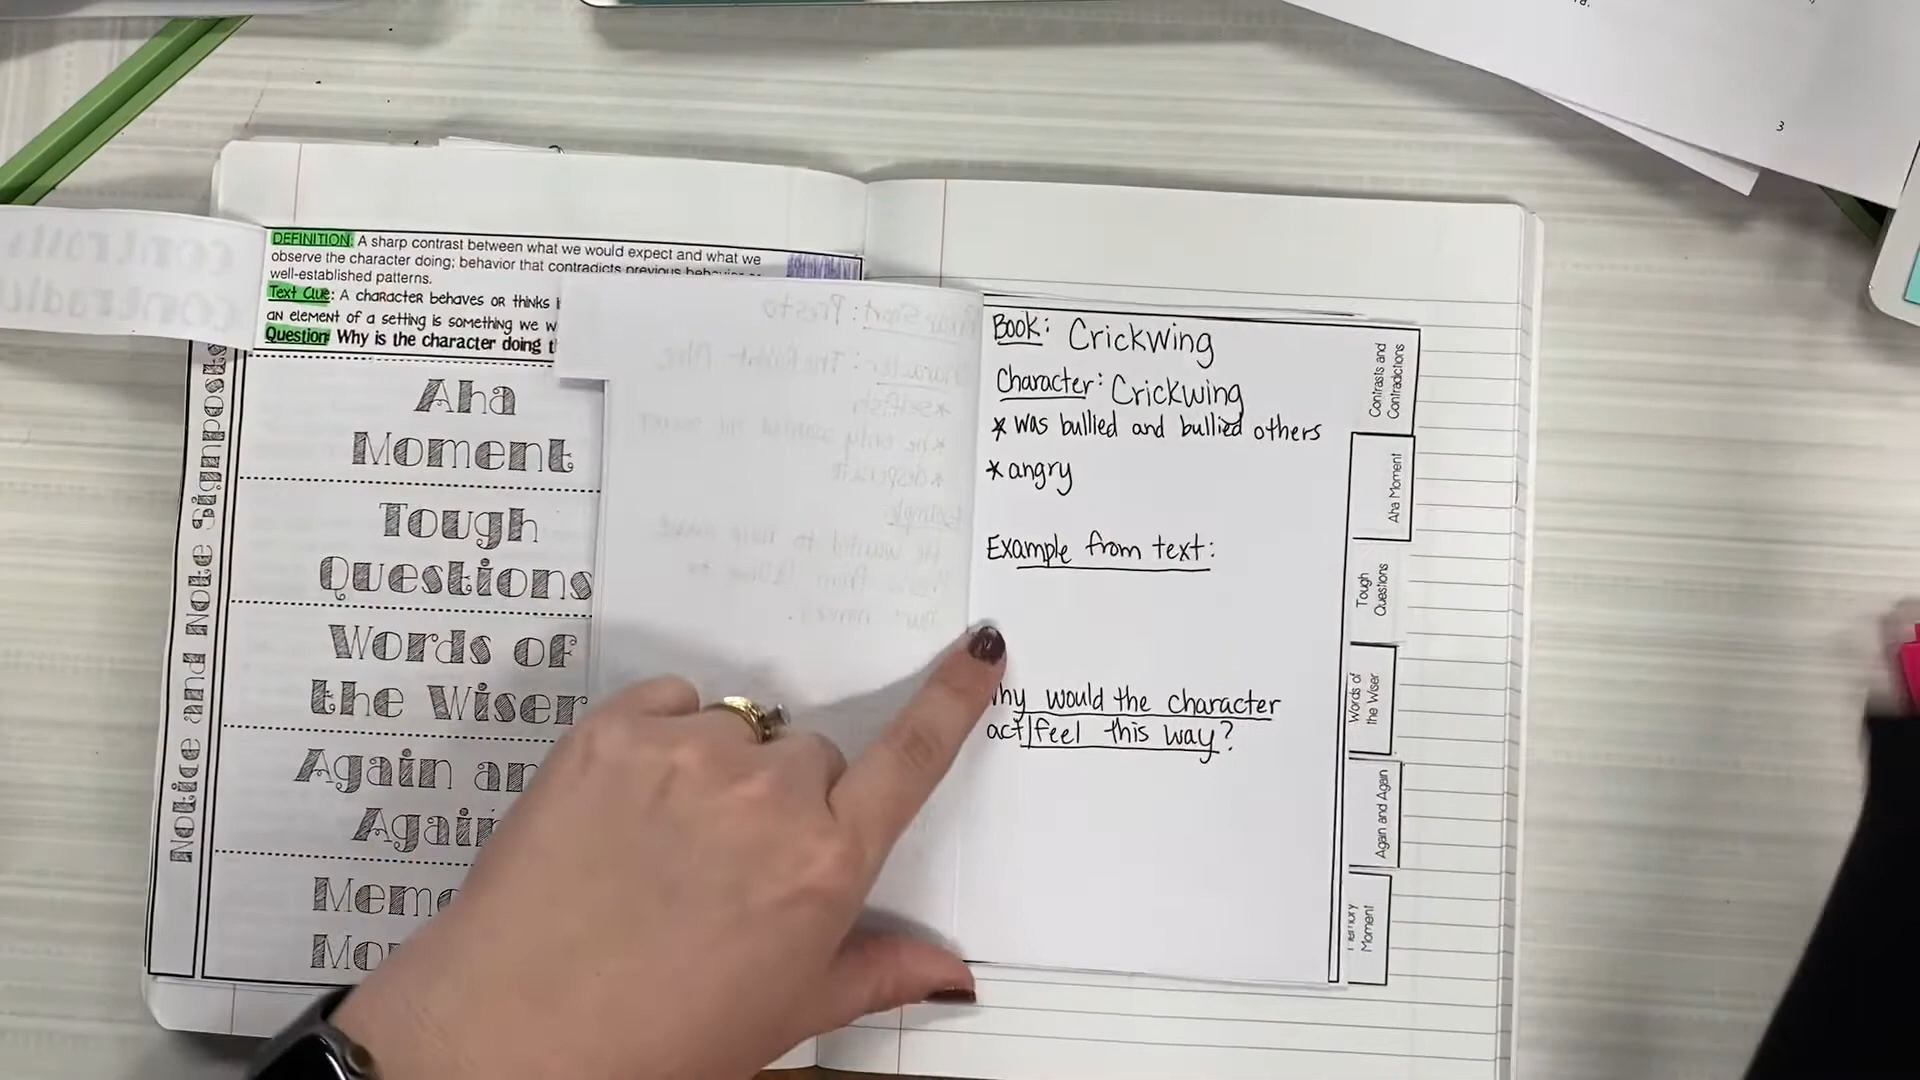 DEFINITION: A sharp contrast between what we would expect and what we
observe the character doing; behavior that contradicts previous
well-established patterns.
Text Clue: A character behaves or thinks
an element of a setting is something we
Question: Why is the character doing
Notice and Note Signposts
Aha
Moment
Tough
Questions
Words of
the Wiser
Again
Again
Book: Crickwing
Character: Crickwing
* was bullied and bullied others
* angry
Example from text:
Why would the character
act/feel this way?
Contrasts and
Contradictions
Aha Moment
Tough
Questions
Words of
the Wiser
Again and Again
Moment
3